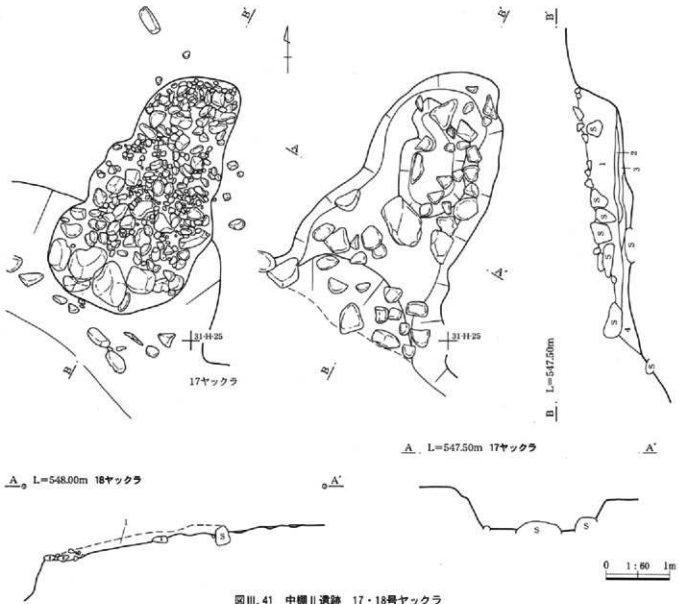 B'
B'
B'
A'
S
1
2
3
S
S
S
S
S
A'
S
4
31-H-25
31-H-25
S
B
B
17ヤックラ
B L=547.50m
A L=547.50m 17ヤックラ A'
A L=548.00m 18ヤックラ A'
1
S
S
S
0 1:60 1m
図Ⅲ.41 中棚Ⅱ遺跡 17・18号ヤックラ